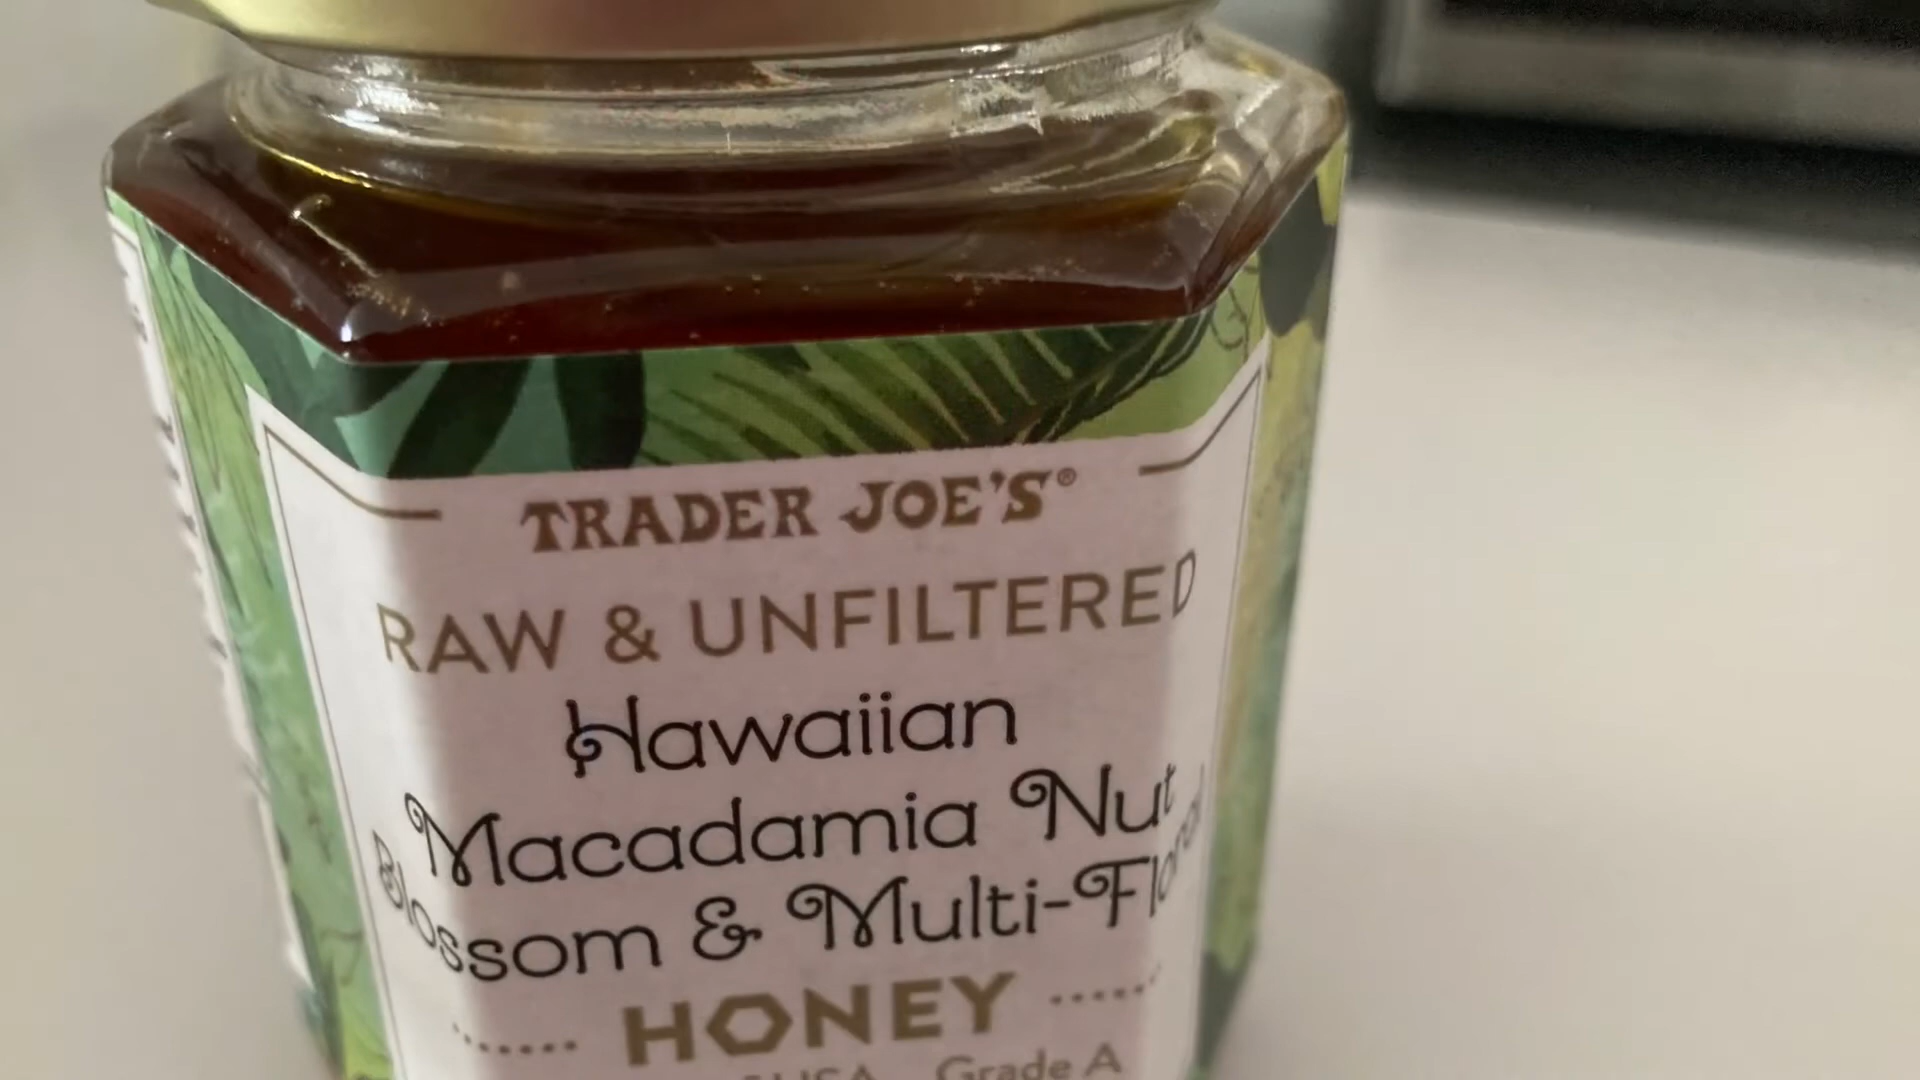 TRADER JOE'S®
RAW & UNFILTERED
Hawaiian
Macadamia Nut
Blossom & Multi-Floral
HONEY
USA Grade A